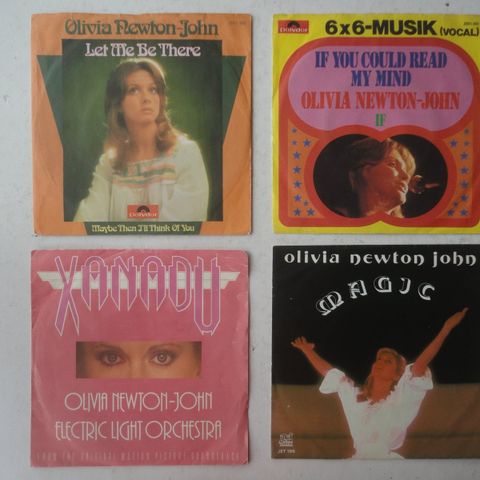 Olivia Newton-John
Let Me Be There
Polydor
Maybe Then I'll Think Of You
Polydor
6x6-MUSIK (VOCAL)
IF YOU COULD READ
MY MIND
OLIVIA NEWTON-JOHN
IF
XANADU
OLIVIA NEWTON-JOHN
ELECTRIC LIGHT ORCHESTRA
FROM THE ORIGINAL MOTION PICTURE SOUNDTRACK
olivia newton john
MAGIC
JET
JET 196